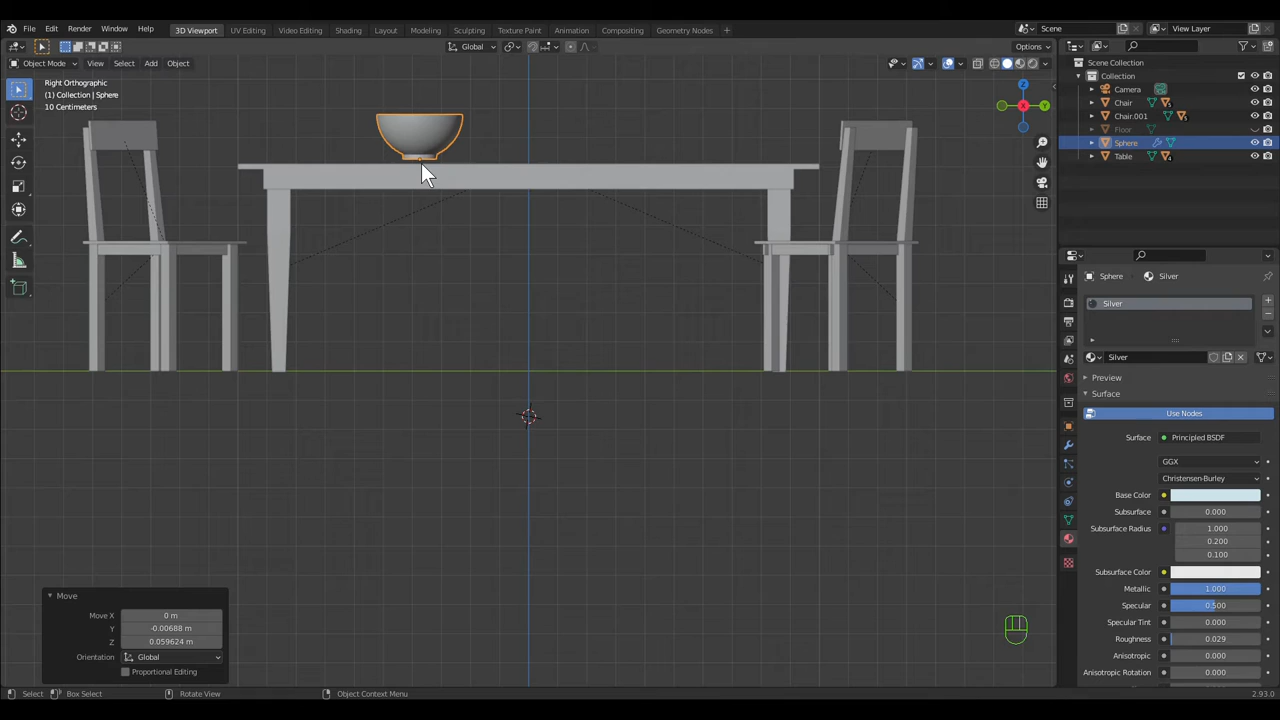 File Edit Render Window Help 3D Viewport UV Editing Video Editing Shading Layout Modeling Sculpting Texture Paint Animation Compositing Geometry Nodes + Scene View Layer
Global Options
Object Mode View Select Add Object
Right Orthographic
(1) Collection | Sphere
10 Centimeters
Scene Collection
Collection
Camera
Chair
Chair.001
Floor
Sphere
Table
Sphere Silver
Silver
Silver
Preview
Surface
Use Nodes
Surface Principled BSDF
GGX
Christensen-Burley
Base Color
Subsurface 0.000
Subsurface Radius 1.000
0.200
0.100
Subsurface Color
Metallic 1.000
Specular 0.500
Specular Tint 0.000
Roughness 0.029
Anisotropic 0.000
Anisotropic Rotation 0.000
X
Y
Z
Move
Move X 0 m
Y -0.00688 m
Z 0.059624 m
Orientation Global
Proportional Editing
Select Box Select Rotate View Object Context Menu 2.93.0